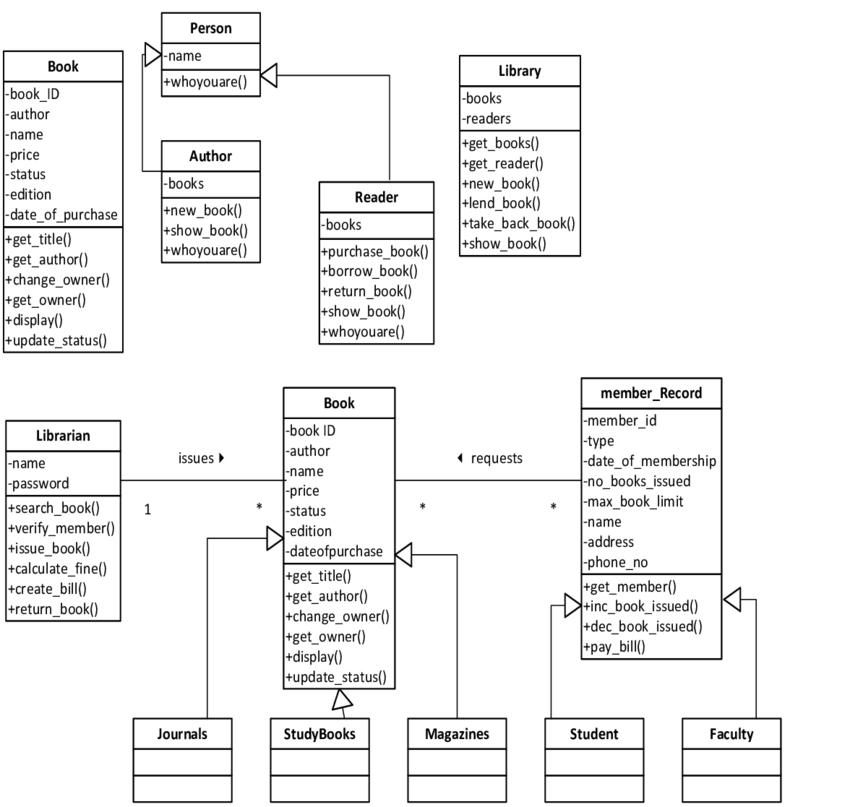 Person
-name
+whoyouare()
Book
-book_ID
-author
-name
-price
-status
-edition
-date_of_purchase
+get_title()
+get_author()
+change_owner()
+get_owner()
+display()
+update_status()
Author
-books
+new_book()
+show_book()
+whoyouare()
Reader
-books
+purchase_book()
+borrow_book()
+return_book()
+show_book()
+whoyouare()
Library
-books
-readers
+get_books()
+get_reader()
+new_book()
+lend_book()
+take_back_book()
+show_book()
Librarian
-name
-password
+search_book()
+verify_member()
+issue_book()
+calculate_fine()
+create_bill()
+return_book()
issues
1
*
Book
-book ID
-author
-name
-price
-status
-edition
-dateofpurchase
+get_title()
+get_author()
+change_owner()
+get_owner()
+display()
+update_status()
requests
*
*
member_Record
-member_id
-type
-date_of_membership
-no_books_issued
-max_book_limit
-name
-address
-phone_no
+get_member()
+inc_book_issued()
+dec_book_issued()
+pay_bill()
Journals
StudyBooks
Magazines
Student
Faculty